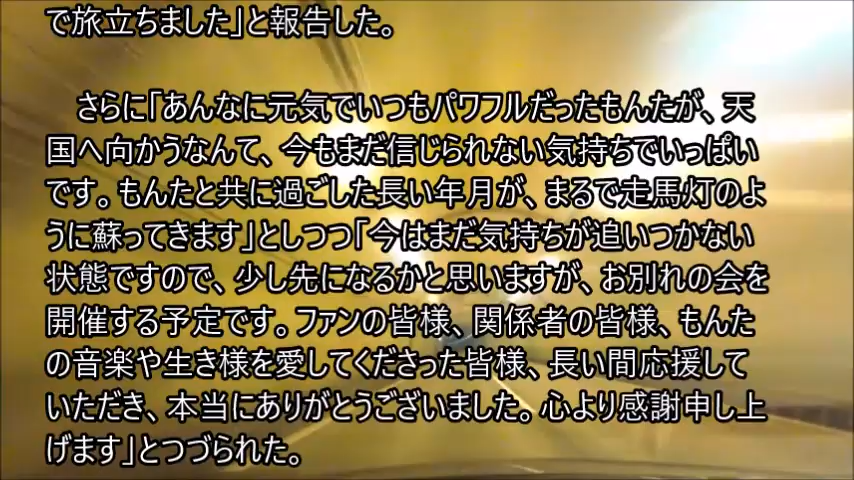 で旅立ちました」と報告した。
さらに「あんなに元気でいつもパワフルだったもんたが、天
国へ向かうなんて、今もまだ信じられない気持ちでいっぱい
です。もんたと共に過ごした長い年月が、まるで走馬灯のよ
うに蘇ってきます」としつつ「今はまだ気持ちが追いつかない
状態ですので、少し先になるかと思いますが、お別れの会を
開催する予定です。ファンの皆様、関係者の皆様、もんた
の音楽や生き様を愛してくださった皆様、長い間応援して
いただき、本当にありがとうございました。心より感謝申し上
げます」とつづられた。